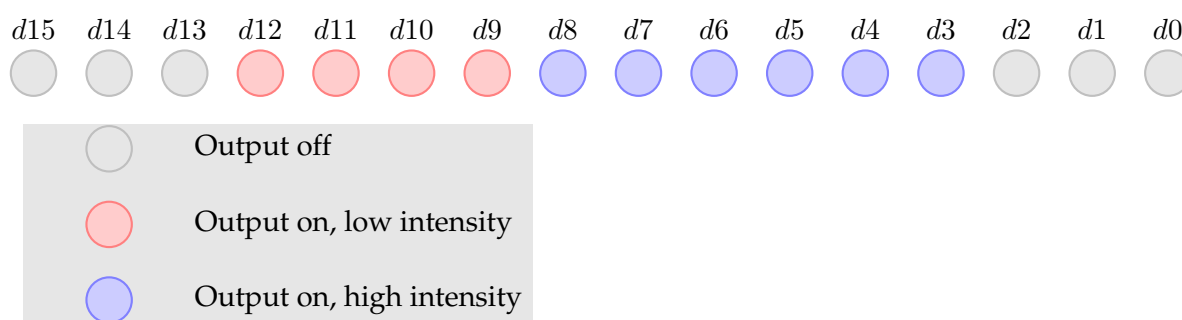 d15 d14 d13 d12 d11 d10 d9 d8 d7 d6 d5 d4 d3 d2 d1 d0
Output off
Output on, low intensity
Output on, high intensity